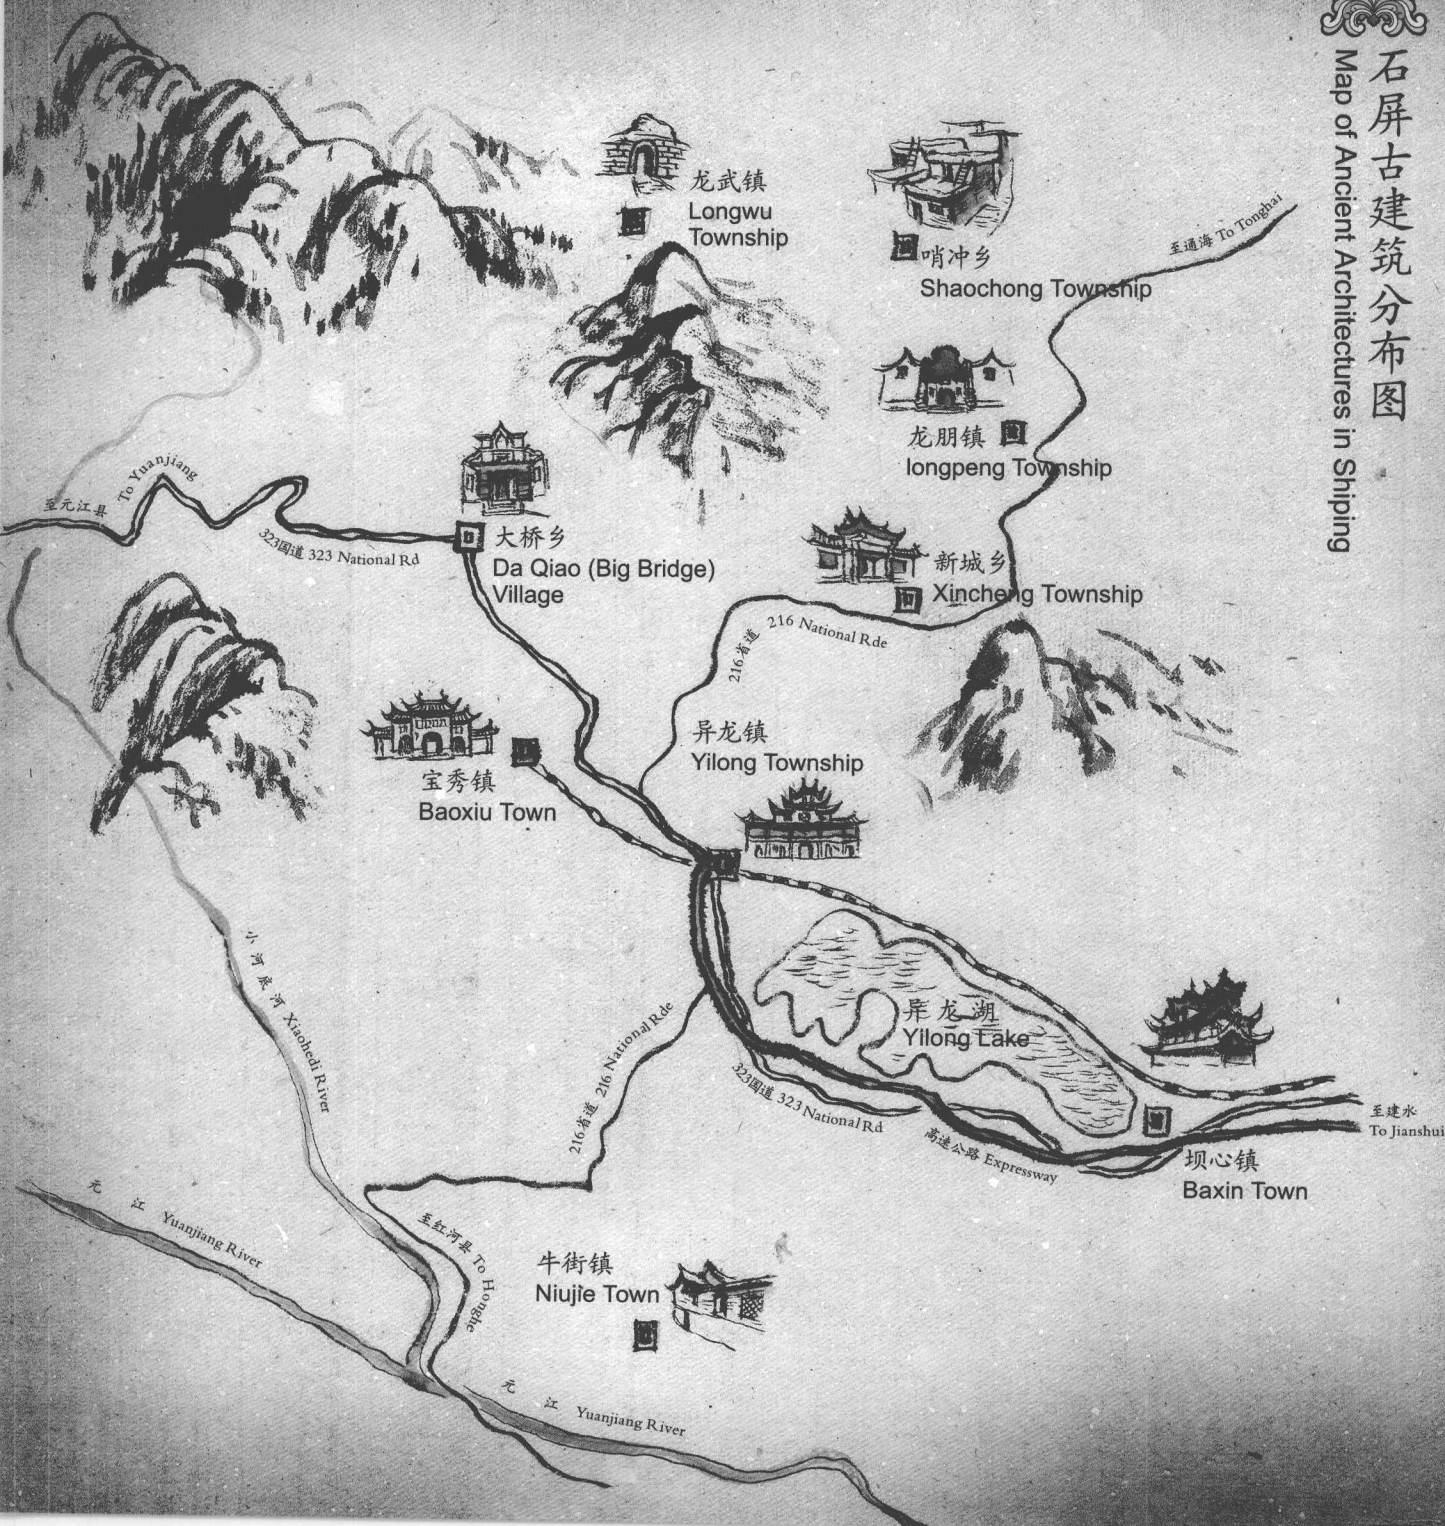 石屏古建筑分布图
Map of Ancient Architectures in Shiping
龙武镇
Longwu
Township
哨冲乡
Shaochong Township
至通海 To Tonghai
龙朋镇
longpeng Township
至元江县 To Yuanjiang
323国道 323 National Rd
大桥乡
Da Qiao (Big Bridge)
Village
新城乡
Xincheng Township
216省道 216 National Rde
宝秀镇
Baoxiu Town
异龙镇
Yilong Township
小河底河 Xiaohedi River
异龙湖
Yilong Lake
216省道 216 National Rde
323国道 323 National Rd
高速公路 Expressway
至建水
To Jianshui
坝心镇
Baxin Town
元江 Yuanjiang River
至红河县 To Honghe
牛街镇
Niujie Town
元江 Yuanjiang River